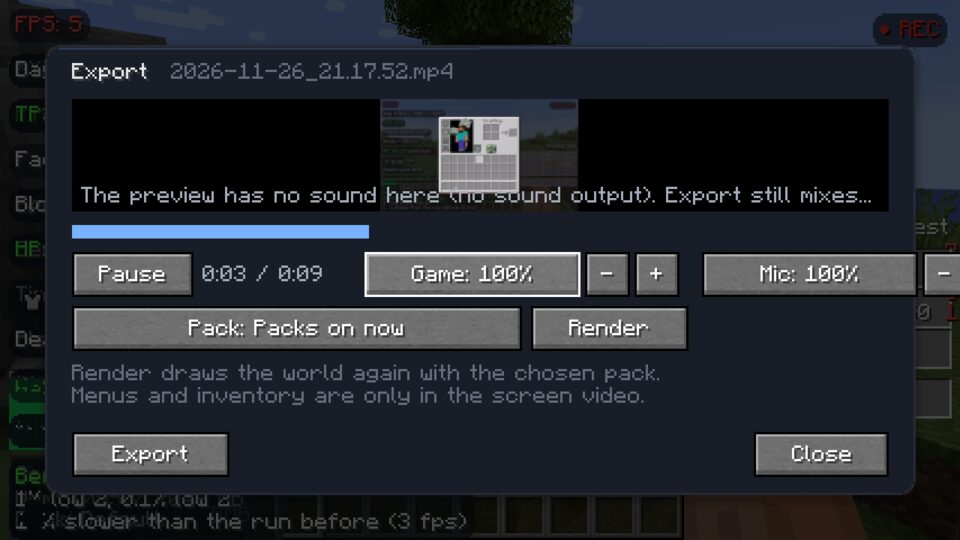 FPS: 5
REC
Export 2026-11-26_21.17.52.mp4
The preview has no sound here (no sound output). Export still mixes...
Pause 0:03 / 0:09 Game: 100% - + Mic: 100% -
Pack: Packs on now Render
Render draws the world again with the chosen pack.
Menus and inventory are only in the screen video.
Export Close
slower than the run before (3 fps)